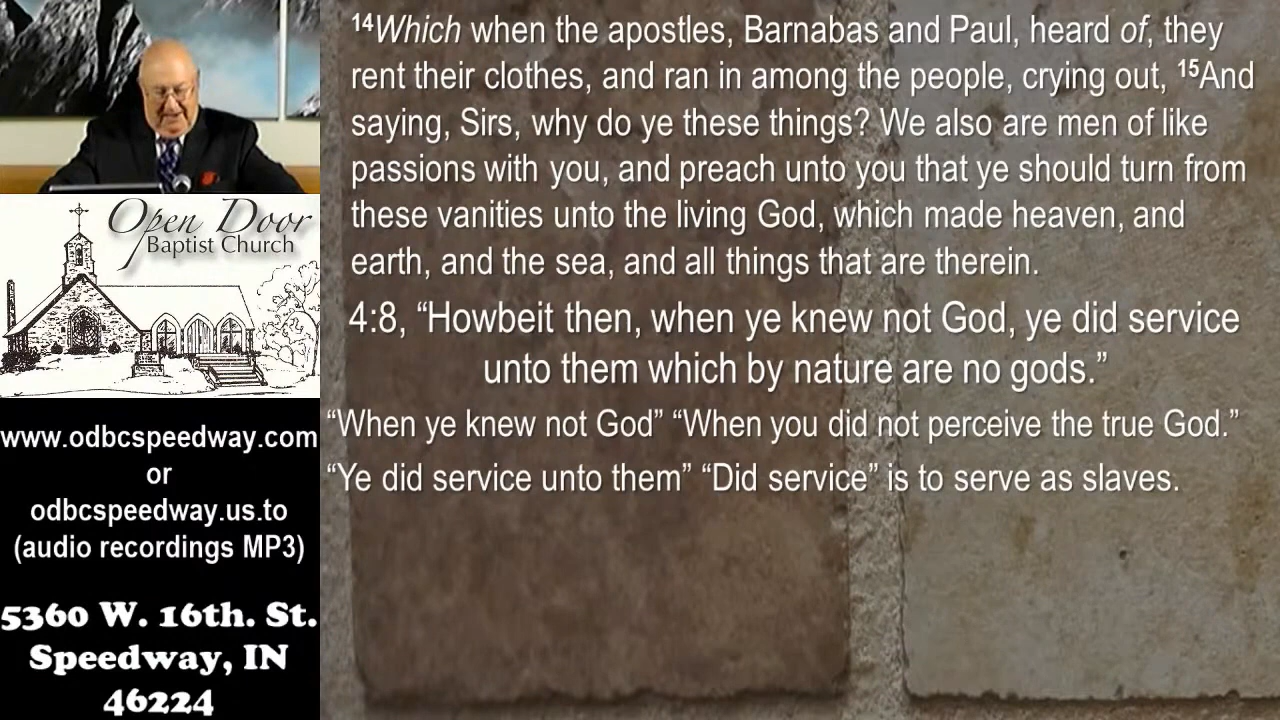 ¹⁴Which when the apostles, Barnabas and Paul, heard of, they
rent their clothes, and ran in among the people, crying out, ¹⁵And
saying, Sirs, why do ye these things? We also are men of like
passions with you, and preach unto you that ye should turn from
these vanities unto the living God, which made heaven, and
earth, and the sea, and all things that are therein.
4:8, “Howbeit then, when ye knew not God, ye did service
unto them which by nature are no gods.”
“When ye knew not God” “When you did not perceive the true God.”
“Ye did service unto them” “Did service” is to serve as slaves.
Open Door
Baptist Church
www.odbcspeedway.com
or
odbcspeedway.us.to
(audio recordings MP3)
5360 W. 16th. St.
Speedway, IN
46224